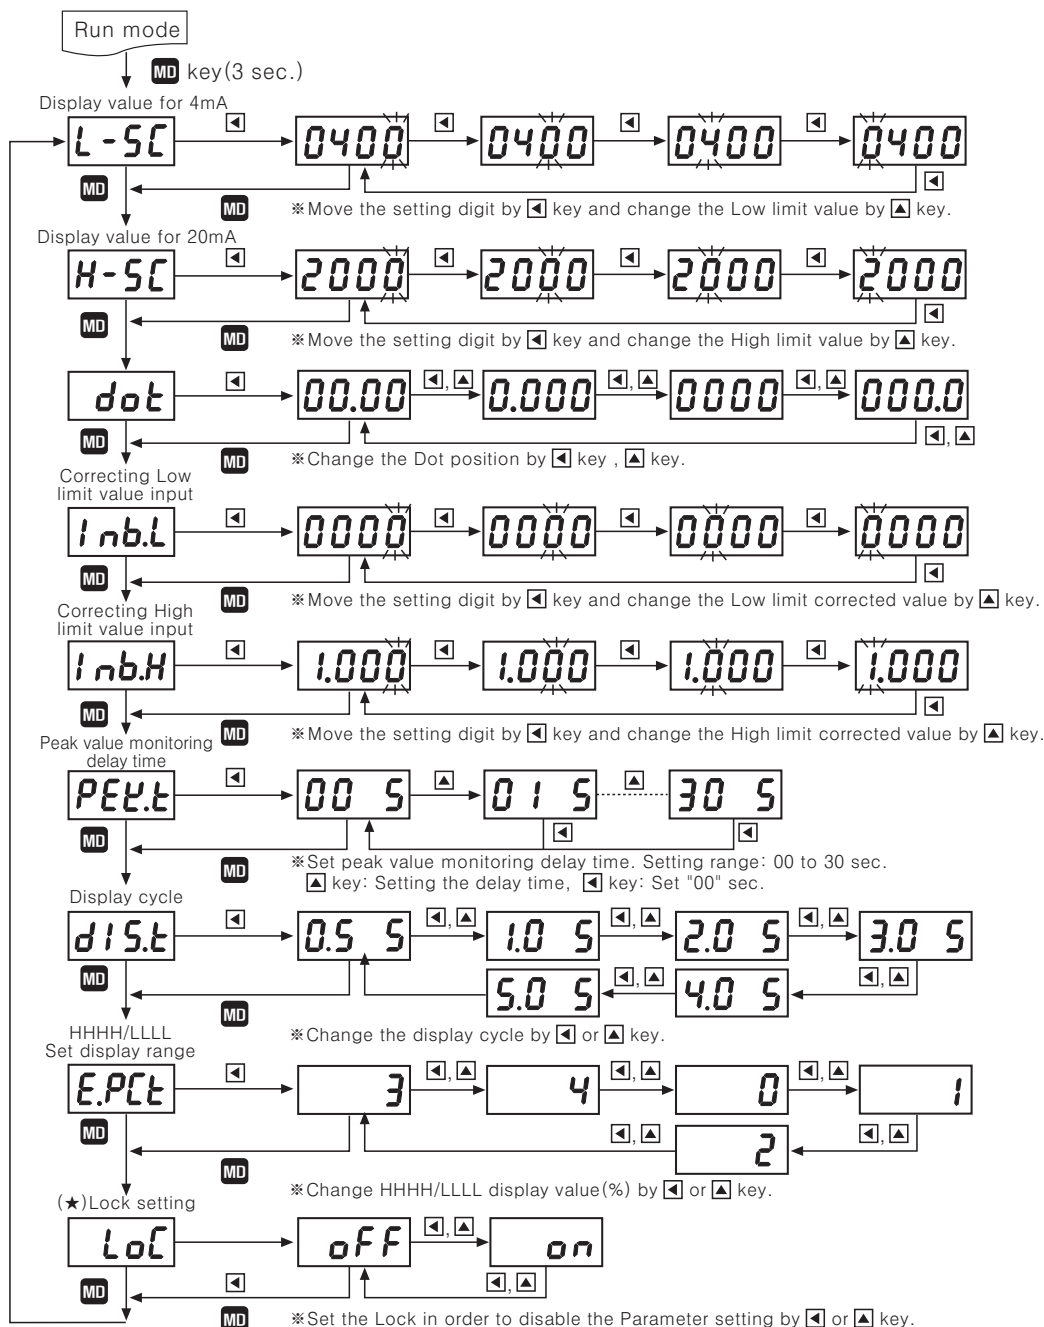 Run mode
MD key(3 sec.)
Display value for 4mA
L-SC ◀ 0400 ◀ 0400 ◀ 0400 ◀ 0400
MD ◀
MD ※Move the setting digit by ◀ key and change the Low limit value by ▲ key.
Display value for 20mA
H-SC ◀ 2000 ◀ 2000 ◀ 2000 ◀ 2000
MD ◀
MD ※Move the setting digit by ◀ key and change the High limit value by ▲ key.
dot ◀ 00.00 ◀,▲ 0.000 ◀,▲ 0000 ◀,▲ 000.0
MD ◀,▲
MD ※Change the Dot position by ◀ key , ▲ key.
Correcting Low
limit value input
Inb.L ◀ 0000 ◀ 0000 ◀ 0000 ◀ 0000
MD ◀
MD ※Move the setting digit by ◀ key and change the Low limit corrected value by ▲ key.
Correcting High
limit value input
Inb.H ◀ 1.000 ◀ 1.000 ◀ 1.000 ◀ 1.000
MD ◀
MD ※Move the setting digit by ◀ key and change the High limit corrected value by ▲ key.
Peak value monitoring
delay time
PEK.t ◀ 00 S ▲ 01 S ▲ 30 S
MD ◀ ◀
MD ※Set peak value monitoring delay time. Setting range: 00 to 30 sec.
▲ key: Setting the delay time, ◀ key: Set "00" sec.
Display cycle
dIS.t ◀ 0.5 S ◀,▲ 1.0 S ◀,▲ 2.0 S ◀,▲ 3.0 S
MD 5.0 S ◀,▲ 4.0 S ◀,▲
MD ※Change the display cycle by ◀ or ▲ key.
HHHH/LLLL
Set display range
E.PCt ◀ 3 ◀,▲ 4 ◀,▲ 0 ◀,▲ 1
MD ◀,▲ 2 ◀,▲
MD ※Change HHHH/LLLL display value(%) by ◀ or ▲ key.
(★)Lock setting
LoC oFF ◀,▲ on
MD ◀ ◀,▲
MD ※Set the Lock in order to disable the Parameter setting by ◀ or ▲ key.